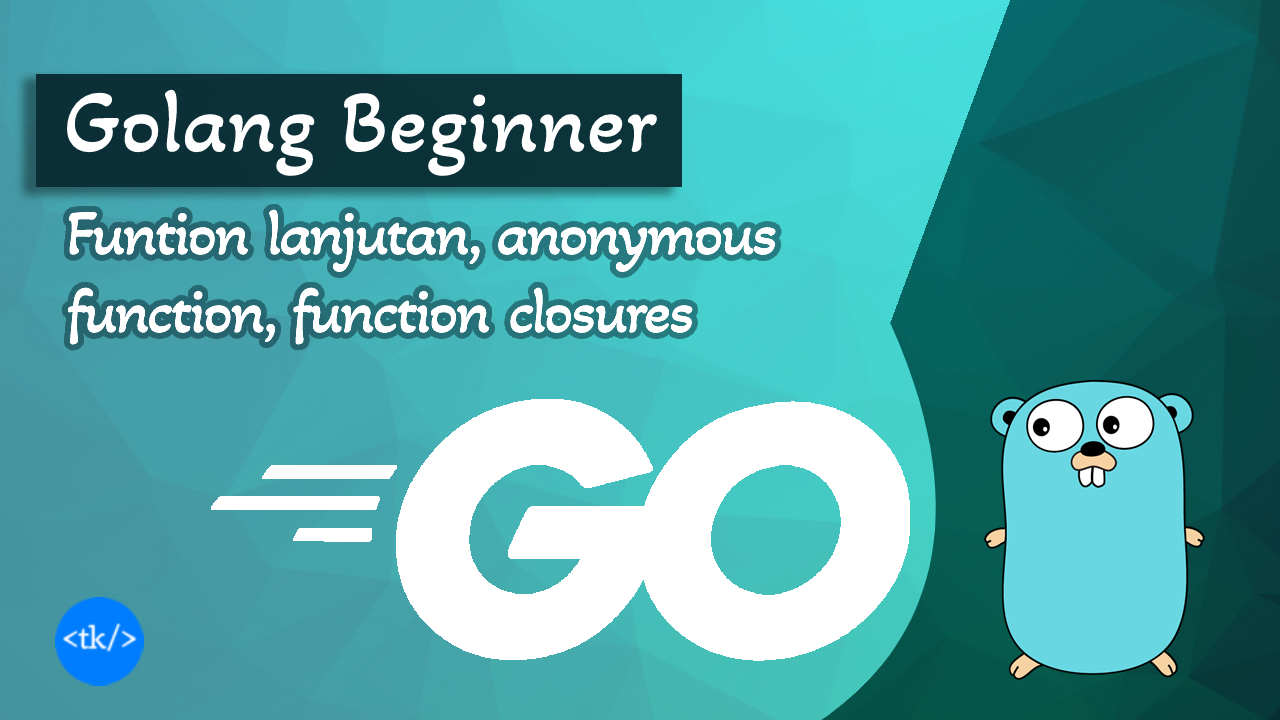 Golang Beginner
Funtion lanjutan, anonymous
function, function closures
GO
<tk/>